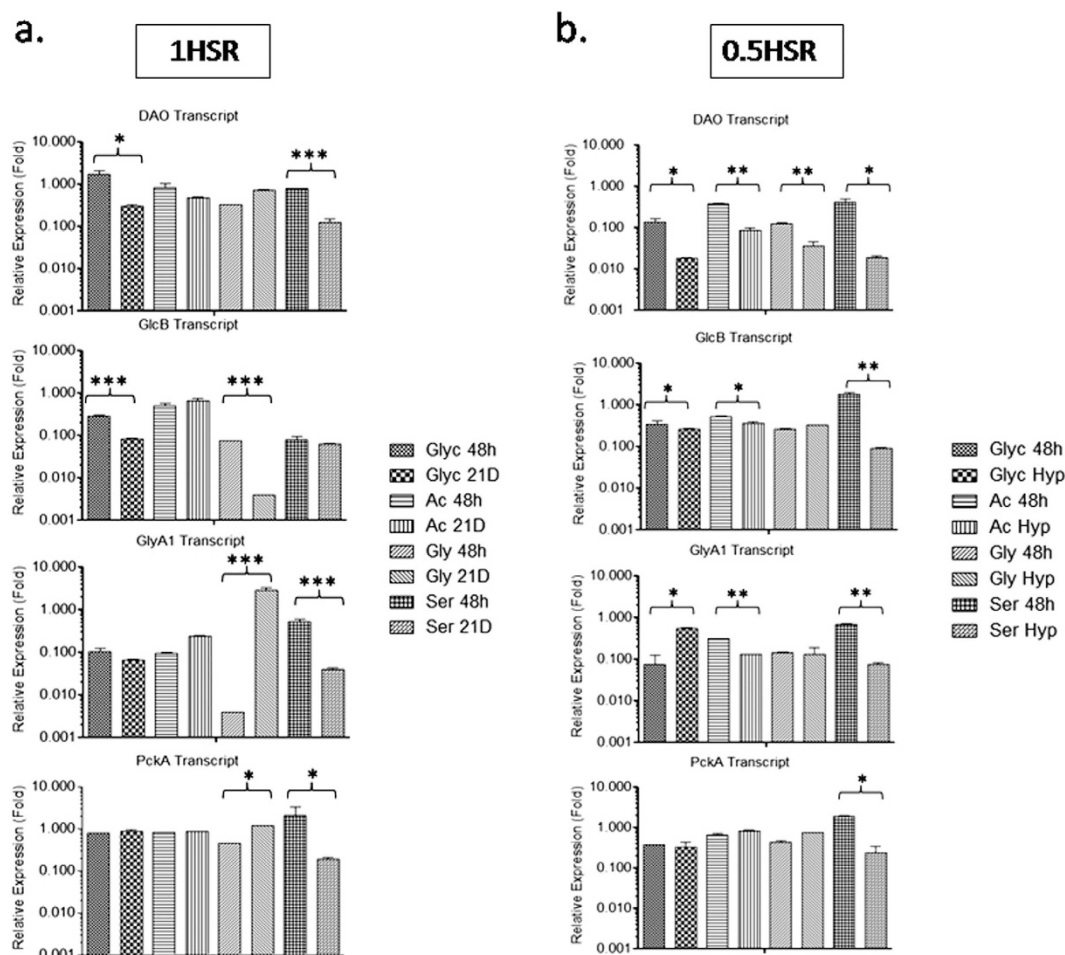 a.
1HSR
DAO Transcript
Relative Expression (Fold)
10.000
1.000
0.100
0.010
0.001
*
***
GlcB Transcript
Relative Expression (Fold)
10.000
1.000
0.100
0.010
0.001
***
***
GlyA1 Transcript
Relative Expression (Fold)
10.000
1.000
0.100
0.010
0.001
***
***
PckA Transcript
Relative Expression (Fold)
10.000
1.000
0.100
0.010
0.001
*
*
Glyc 48h
Glyc 21D
Ac 48h
Ac 21D
Gly 48h
Gly 21D
Ser 48h
Ser 21D
b.
0.5HSR
DAO Transcript
Relative Expression (Fold)
10.000
1.000
0.100
0.010
0.001
*
**
**
*
GlcB Transcript
Relative Expression (Fold)
10.000
1.000
0.100
0.010
0.001
*
*
**
GlyA1 Transcript
Relative Expression (Fold)
10.000
1.000
0.100
0.010
0.001
*
**
**
PckA Transcript
Relative Expression (Fold)
10.000
1.000
0.100
0.010
0.001
*
Glyc 48h
Glyc Hyp
Ac 48h
Ac Hyp
Gly 48h
Gly Hyp
Ser 48h
Ser Hyp